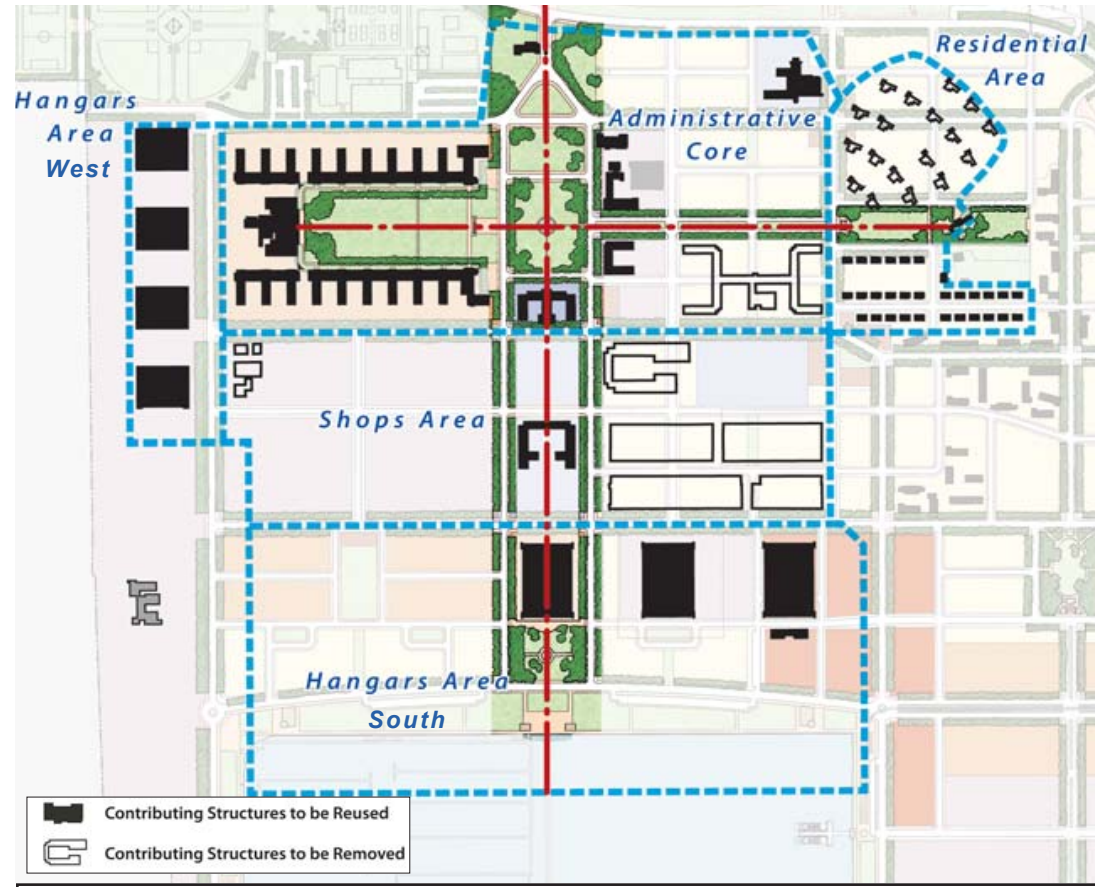 Residential
Area
Hangars
Area
West
Administrative
Core
Shops Area
Hangars Area
South
Contributing Structures to be Reused
Contributing Structures to be Removed